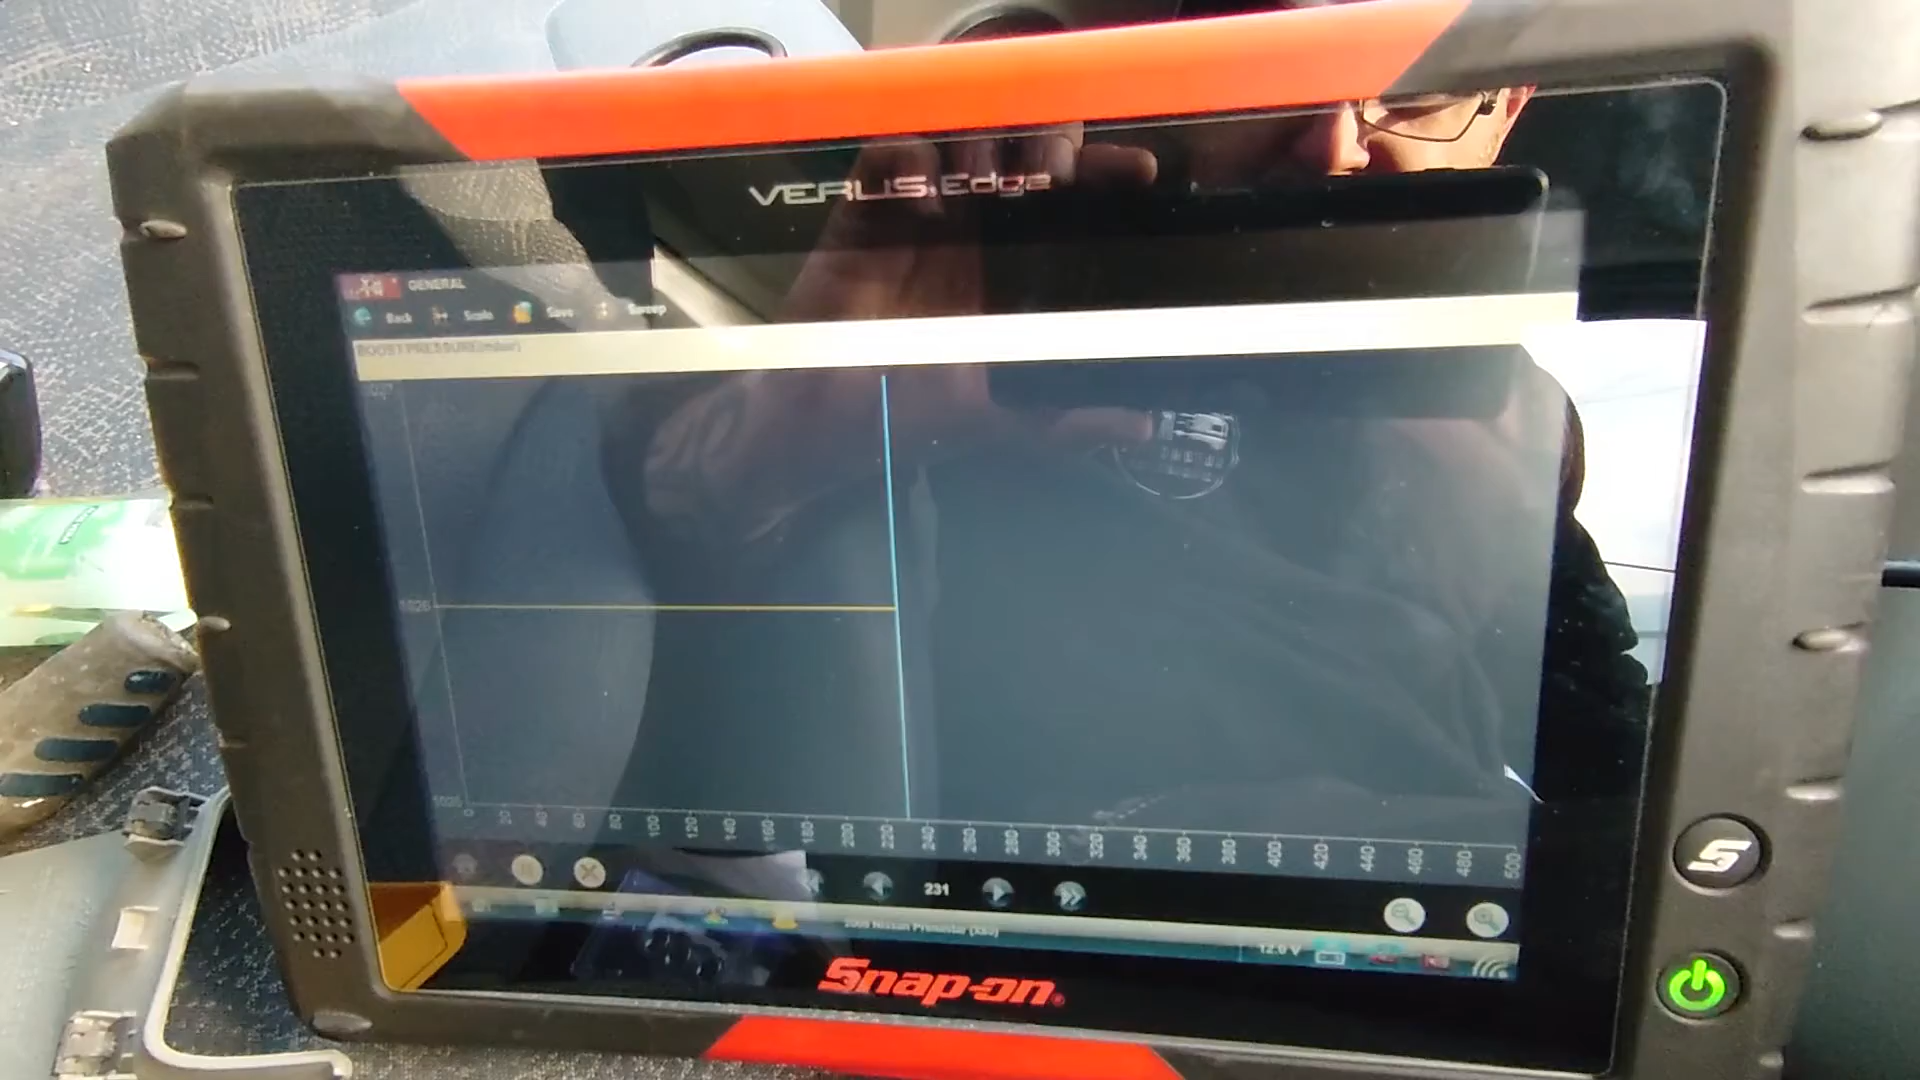 VERUS Edge
GENERAL
Back Scale Save Sweep
BOOST PRESSURE(mbar)
1026
1025
0 20 40 60 80 100 120 140 160 180 200 220 240 260 280 300 320 340 360 380 400 420 440 460 480 500
231
Nissan Primastar
12.0 V
Snap-on